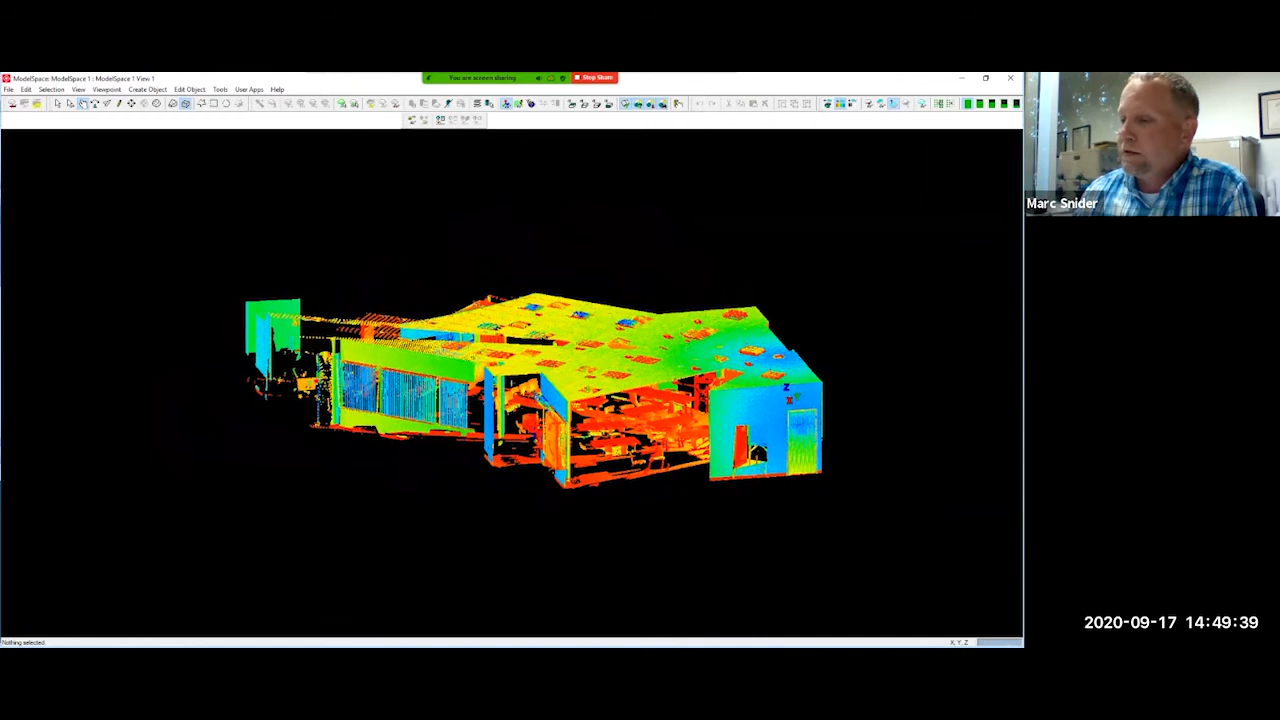 ModelSpace: ModelSpace 1 : ModelSpace 1 View 1
You are screen sharing
Stop Share
File Edit Selection View Viewpoint Create Object Edit Object Tools User Apps Help
Marc Snider
Z
X
Y
2020-09-17 14:49:39
Nothing selected.
X, Y, Z